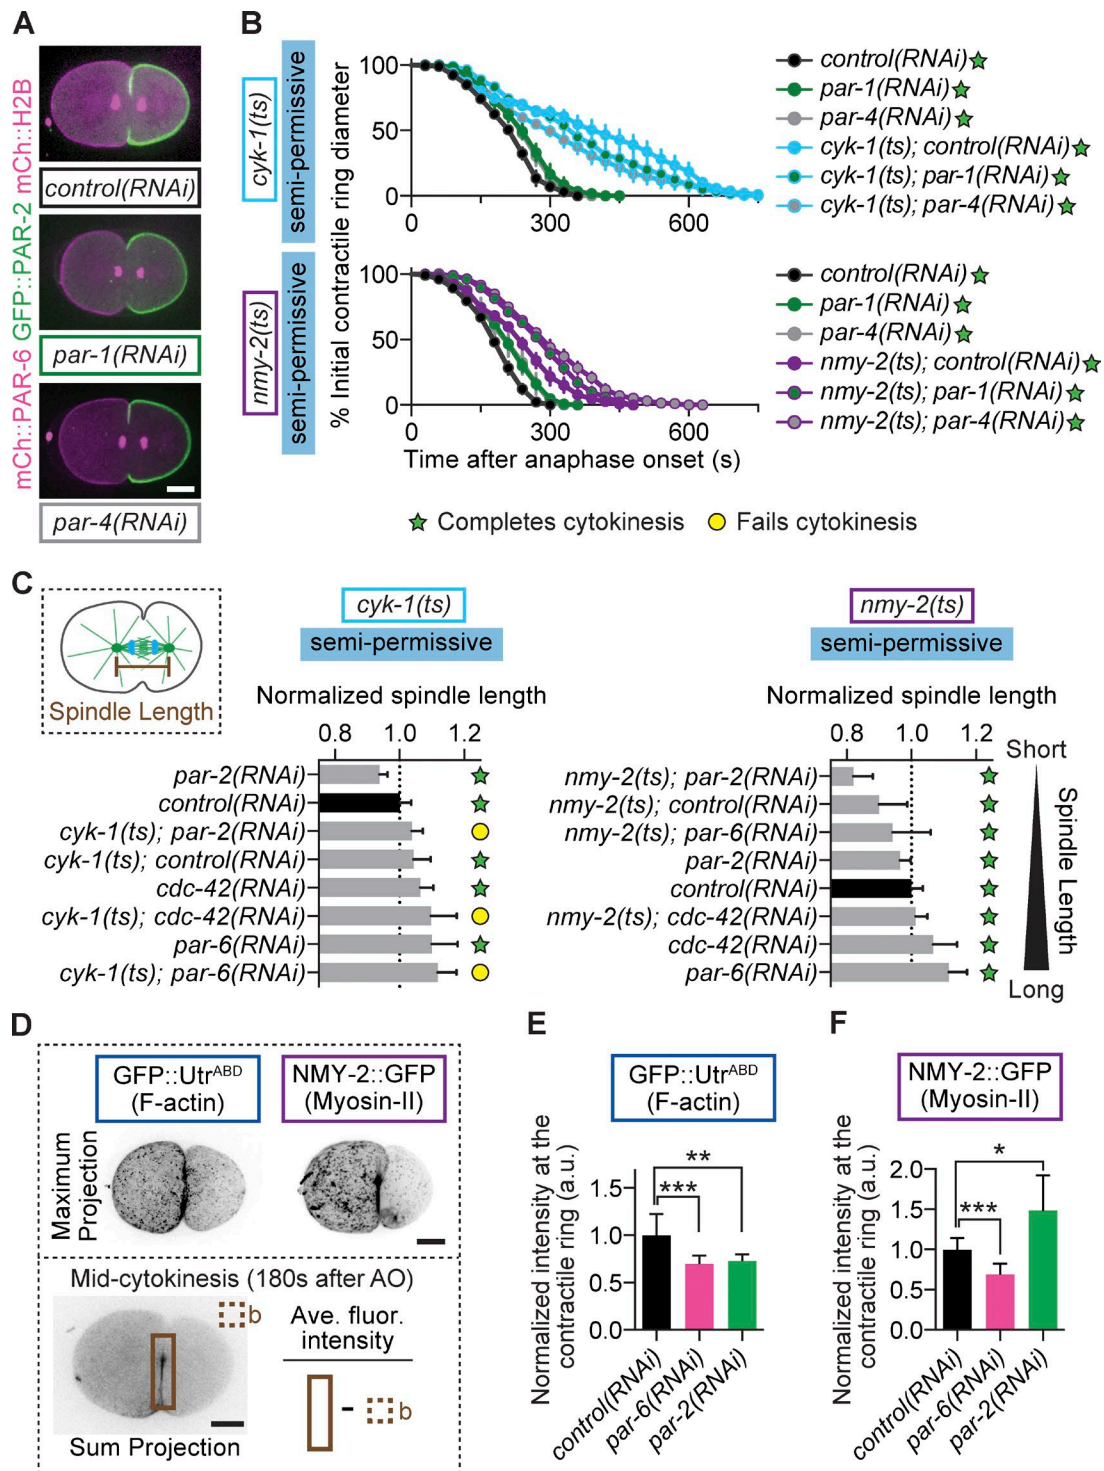 A
mCh::PAR-6 GFP::PAR-2 mCh::H2B
control(RNAi)
par-1(RNAi)
par-4(RNAi)
B
cyk-1(ts)
semi-permissive
% Initial contractile ring diameter
100
50
0
0 300 600
control(RNAi)
par-1(RNAi)
par-4(RNAi)
cyk-1(ts); control(RNAi)
cyk-1(ts); par-1(RNAi)
cyk-1(ts); par-4(RNAi)
nmy-2(ts)
semi-permissive
100
50
0
0 300 600
Time after anaphase onset (s)
control(RNAi)
par-1(RNAi)
par-4(RNAi)
nmy-2(ts); control(RNAi)
nmy-2(ts); par-1(RNAi)
nmy-2(ts); par-4(RNAi)
Completes cytokinesis Fails cytokinesis
C
Spindle Length
cyk-1(ts)
semi-permissive
Normalized spindle length
0.8 1.0 1.2
par-2(RNAi)
control(RNAi)
cyk-1(ts); par-2(RNAi)
cyk-1(ts); control(RNAi)
cdc-42(RNAi)
cyk-1(ts); cdc-42(RNAi)
par-6(RNAi)
cyk-1(ts); par-6(RNAi)
nmy-2(ts)
semi-permissive
Normalized spindle length
0.8 1.0 1.2
nmy-2(ts); par-2(RNAi)
nmy-2(ts); control(RNAi)
nmy-2(ts); par-6(RNAi)
par-2(RNAi)
control(RNAi)
nmy-2(ts); cdc-42(RNAi)
cdc-42(RNAi)
par-6(RNAi)
Short
Spindle Length
Long
D
GFP::Utrᴬᴮᴰ
(F-actin)
NMY-2::GFP
(Myosin-II)
Maximum
Projection
Mid-cytokinesis (180s after AO)
b
Sum Projection
Ave. fluor.
intensity
- b
E
GFP::Utrᴬᴮᴰ
(F-actin)
Normalized intensity at the
contractile ring (a.u.)
1.5
1.0
0.5
0.0
**
***
control(RNAi)
par-6(RNAi)
par-2(RNAi)
F
NMY-2::GFP
(Myosin-II)
Normalized intensity at the
contractile ring (a.u.)
2.0
1.5
1.0
0.5
0.0
*
***
control(RNAi)
par-6(RNAi)
par-2(RNAi)